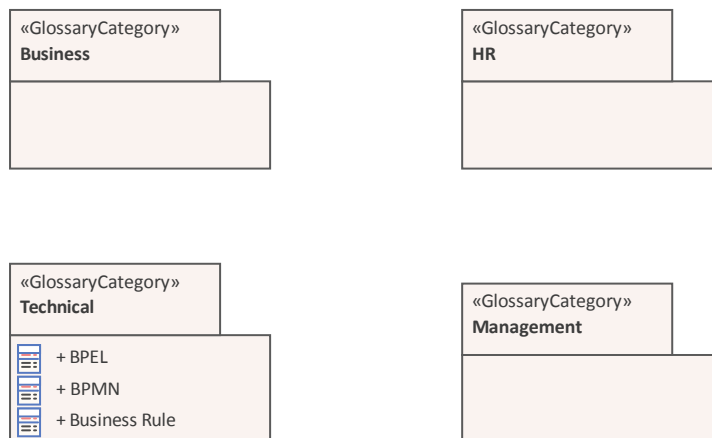 «GlossaryCategory»
Business
«GlossaryCategory»
HR
«GlossaryCategory»
Technical
+ BPEL
+ BPMN
+ Business Rule
«GlossaryCategory»
Management